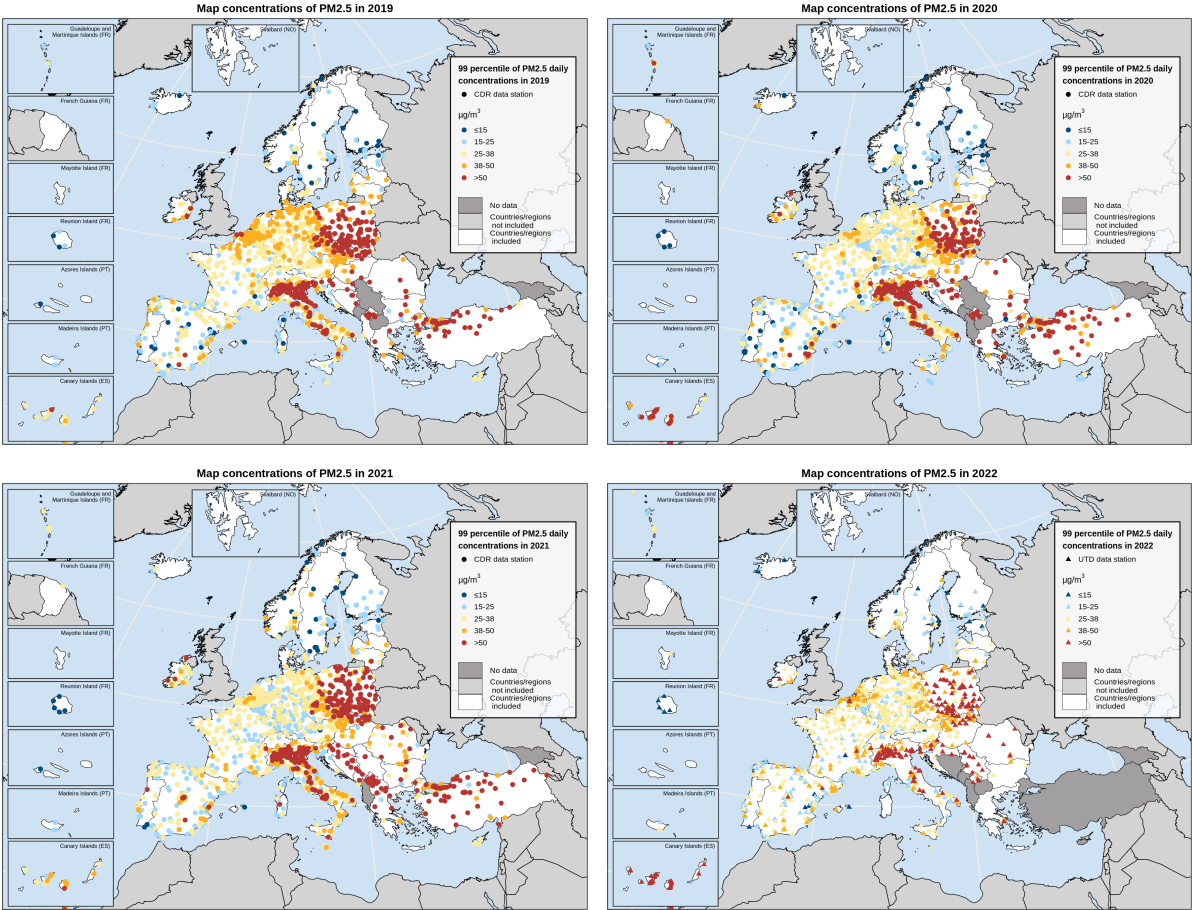 Map concentrations of PM2.5 in 2019
Guadeloupe and
Martinique Islands (FR)
Svalbard (NO)
French Guiana (FR)
Mayotte Island (FR)
Reunion Island (FR)
Azores Islands (PT)
Madeira Islands (PT)
Canary Islands (ES)
99 percentile of PM2.5 daily
concentrations in 2019
CDR data station
µg/m3
≤15
15-25
25-38
38-50
>50
No data
Countries/regions
not included
Countries/regions
included
Map concentrations of PM2.5 in 2020
Guadeloupe and
Martinique Islands (FR)
Svalbard (NO)
French Guiana (FR)
Mayotte Island (FR)
Reunion Island (FR)
Azores Islands (PT)
Madeira Islands (PT)
Canary Islands (ES)
99 percentile of PM2.5 daily
concentrations in 2020
CDR data station
µg/m3
≤15
15-25
25-38
38-50
>50
No data
Countries/regions
not included
Countries/regions
included
Map concentrations of PM2.5 in 2021
Guadeloupe and
Martinique Islands (FR)
Svalbard (NO)
French Guiana (FR)
Mayotte Island (FR)
Reunion Island (FR)
Azores Islands (PT)
Madeira Islands (PT)
Canary Islands (ES)
99 percentile of PM2.5 daily
concentrations in 2021
CDR data station
µg/m3
≤15
15-25
25-38
38-50
>50
No data
Countries/regions
not included
Countries/regions
included
Map concentrations of PM2.5 in 2022
Guadeloupe and
Martinique Islands (FR)
Svalbard (NO)
French Guiana (FR)
Mayotte Island (FR)
Reunion Island (FR)
Azores Islands (PT)
Madeira Islands (PT)
Canary Islands (ES)
99 percentile of PM2.5 daily
concentrations in 2022
UTD data station
µg/m3
≤15
15-25
25-38
38-50
>50
No data
Countries/regions
not included
Countries/regions
included